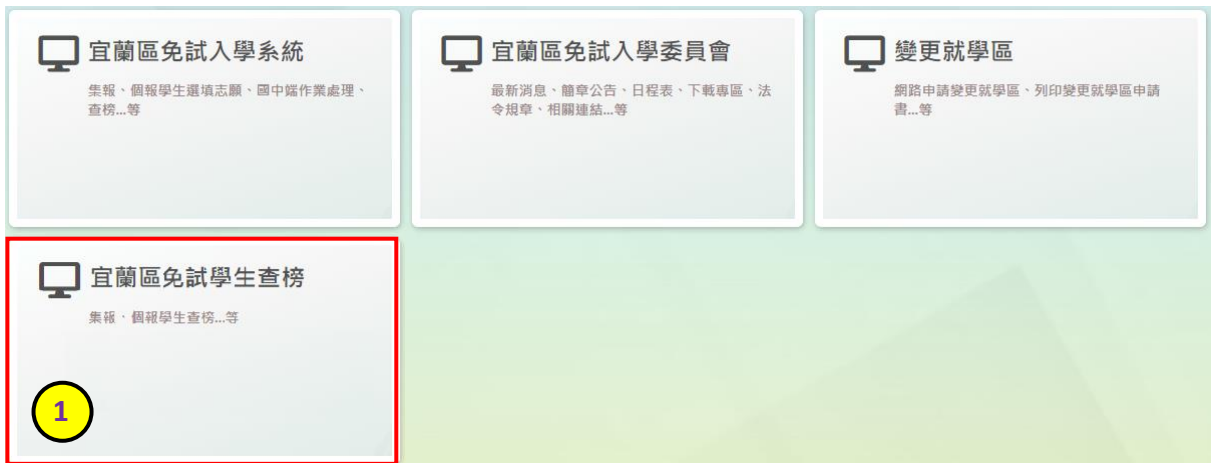 宜蘭區免試入學系統
集報、個報學生選填志願、國中端作業處理、
查榜...等
宜蘭區免試入學委員會
最新消息、簡章公告、日程表、下載專區、法
令規章、相關連結...等
變更就學區
網路申請變更就學區、列印變更就學區申請
書...等
宜蘭區免試學生查榜
集報、個報學生查榜...等
1